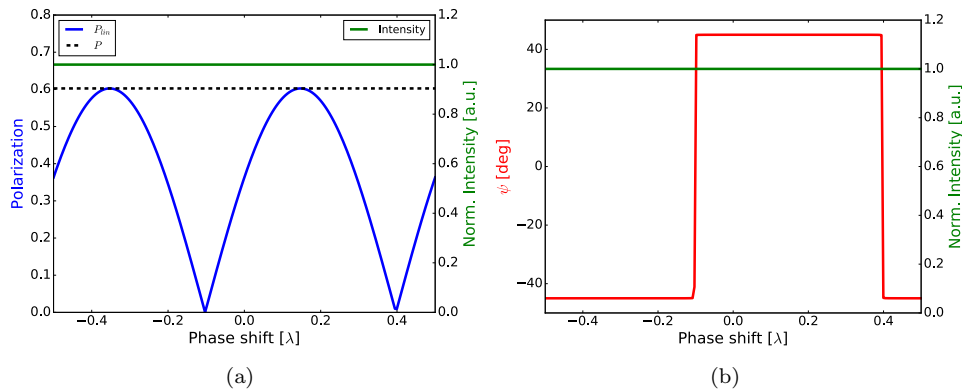 0.8
0.7
0.6
0.5
0.4
0.3
0.2
0.1
0.0
Polarization
P_lin
P
Intensity
1.2
1.0
0.8
0.6
0.4
0.2
0.0
Norm. Intensity [a.u.]
−0.4 −0.2 0.0 0.2 0.4
Phase shift [λ]
(a)
40
20
0
−20
−40
ψ [deg]
1.2
1.0
0.8
0.6
0.4
0.2
0.0
Norm. Intensity [a.u.]
−0.4 −0.2 0.0 0.2 0.4
Phase shift [λ]
(b)